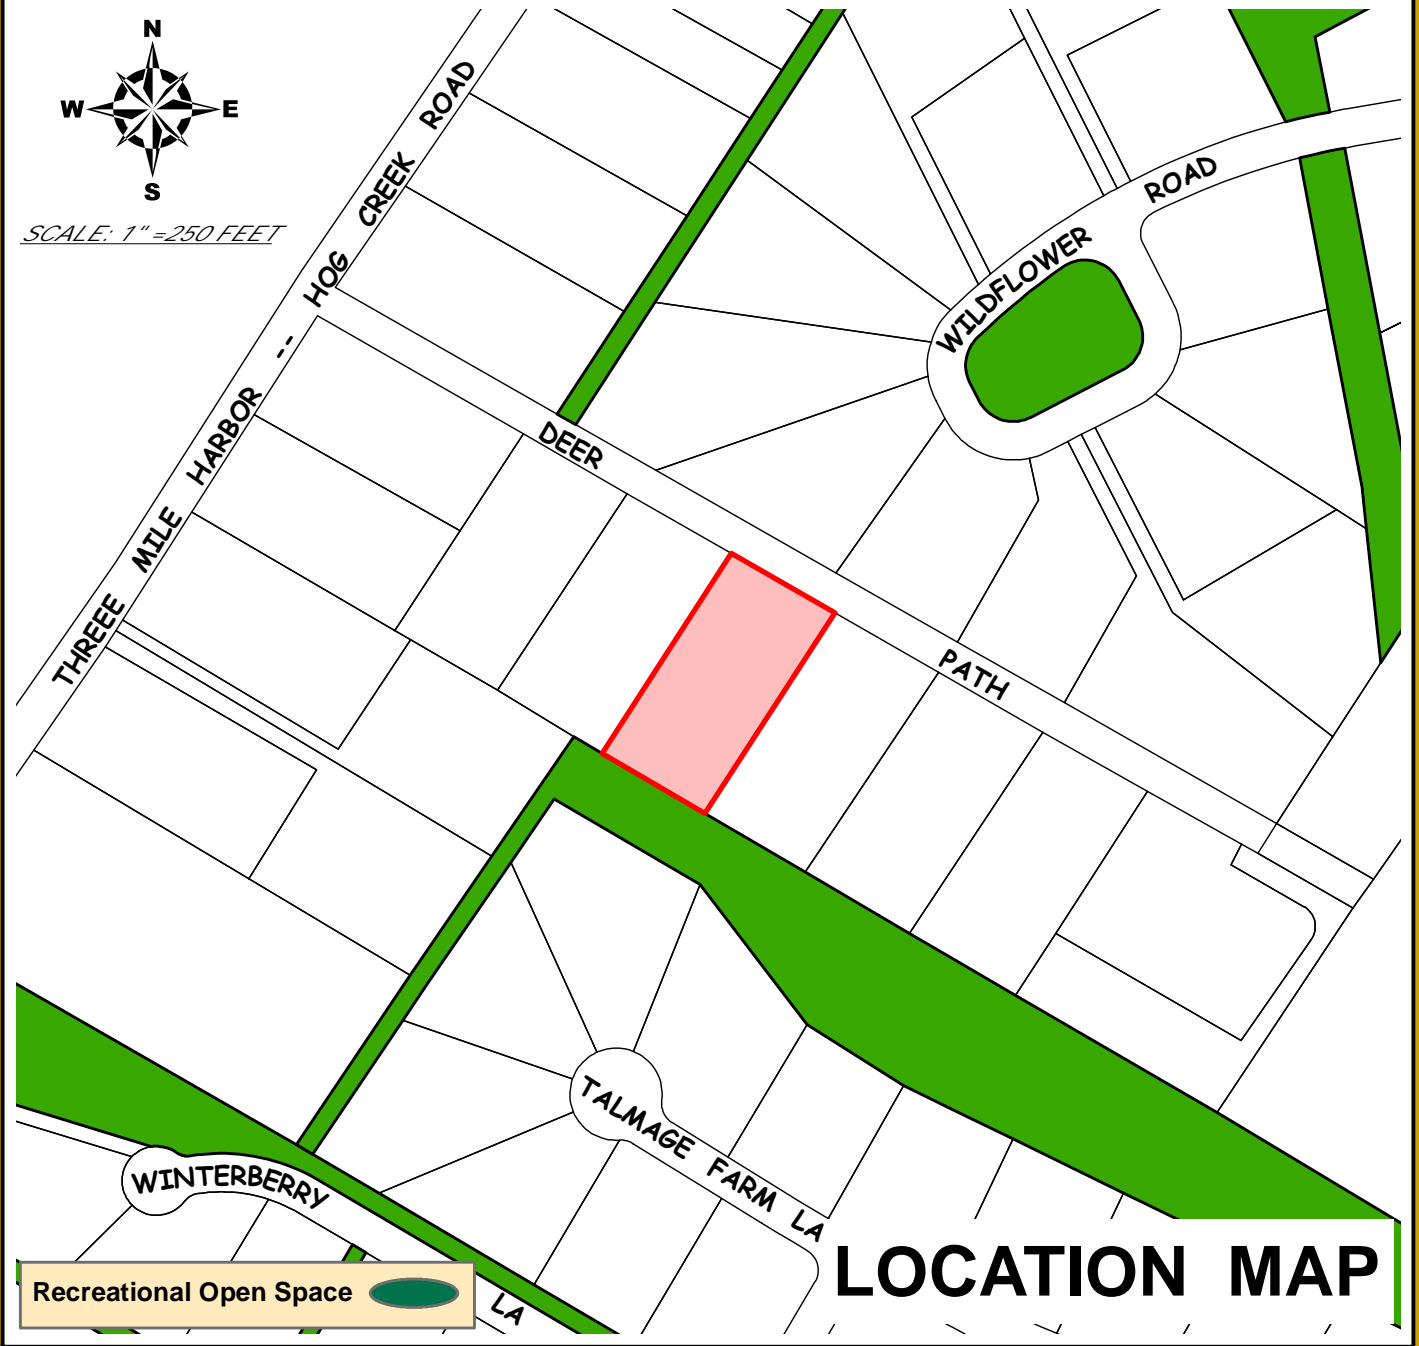 N
W E
S
SCALE: 1" =250 FEET
THREEE MILE HARBOR -- HOG CREEK ROAD
WILDFLOWER ROAD
DEER PATH
TALMAGE FARM LA
WINTERBERRY LA
Recreational Open Space
LOCATION MAP